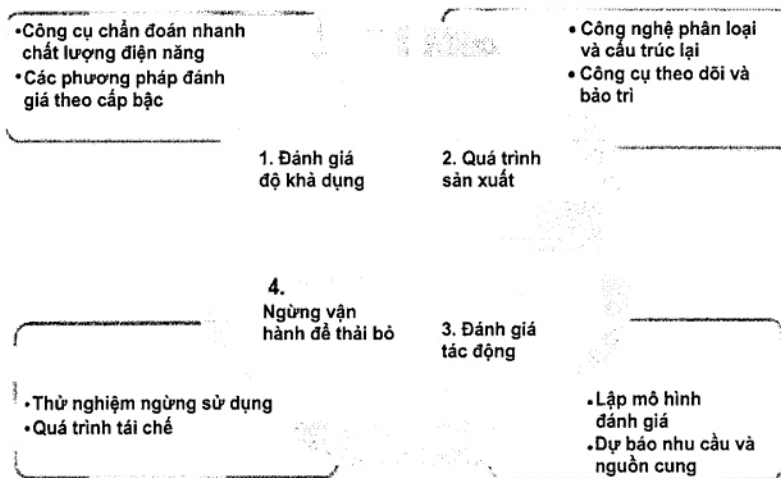 •Công cụ chẩn đoán nhanh
chất lượng điện năng
•Các phương pháp đánh
giá theo cấp bậc
• Công nghệ phân loại
và cấu trúc lại
• Công cụ theo dõi và
bảo trì
1. Đánh giá
độ khả dụng
2. Quá trình
sản xuất
4.
Ngừng vận
hành để thải bỏ
3. Đánh giá
tác động
•Thử nghiệm ngừng sử dụng
•Quá trình tái chế
•Lập mô hình
đánh giá
•Dự báo nhu cầu và
nguồn cung